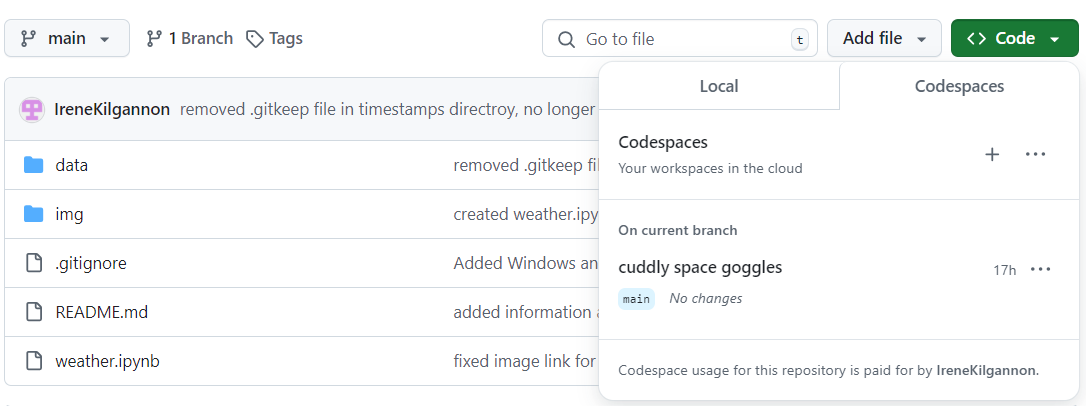 main 1 Branch Tags Go to file t Add file Code
IreneKilgannon removed .gitkeep file in timestamps directroy, no longer
data removed .gitkeep fi
img created weather.ipy
.gitignore Added Windows an
README.md added information
weather.ipynb fixed image link for
Local Codespaces
Codespaces
Your workspaces in the cloud
On current branch
cuddly space goggles 17h
main No changes
Codespace usage for this repository is paid for by IreneKilgannon.